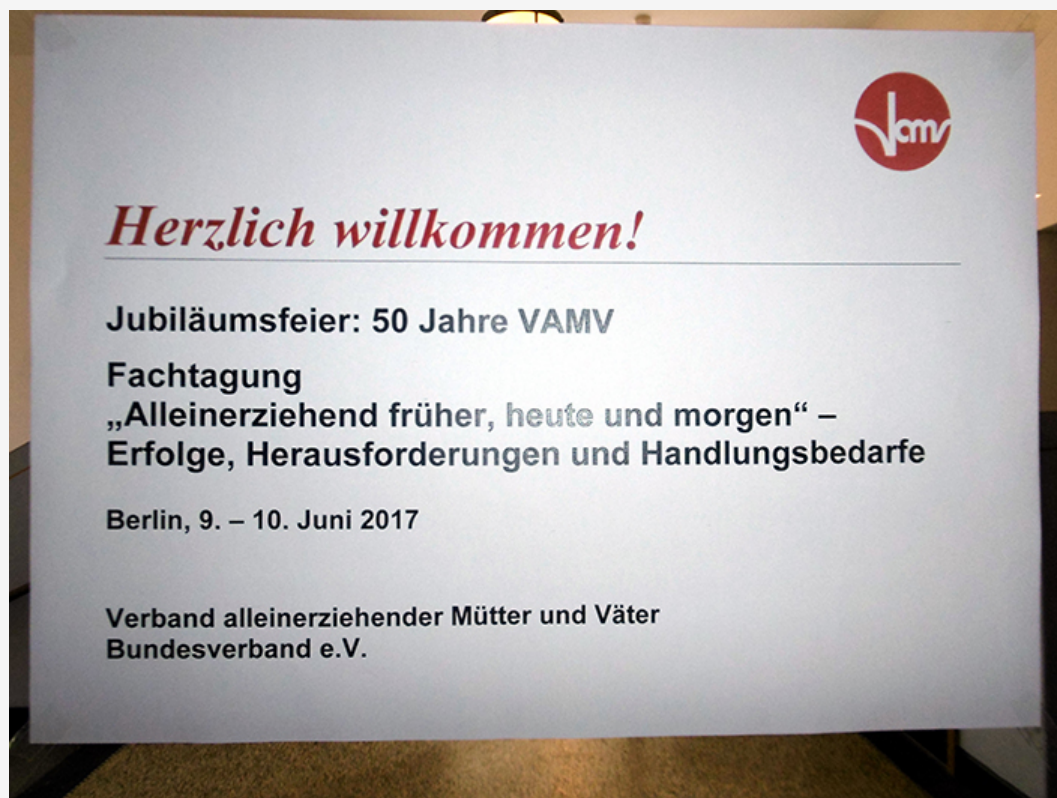 vamv
Herzlich willkommen!
Jubiläumsfeier: 50 Jahre VAMV
Fachtagung
„Alleinerziehend früher, heute und morgen“ –
Erfolge, Herausforderungen und Handlungsbedarfe
Berlin, 9. – 10. Juni 2017
Verband alleinerziehender Mütter und Väter
Bundesverband e.V.